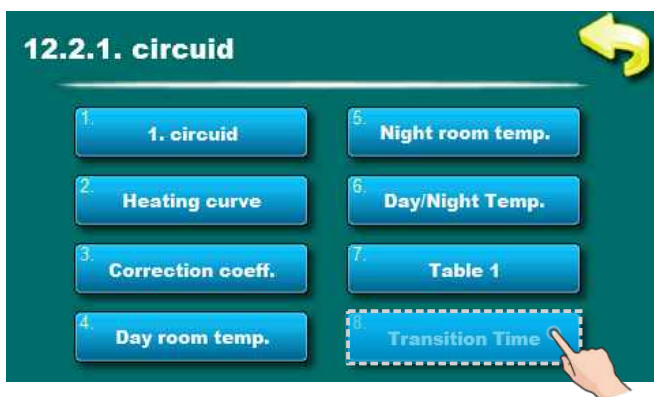 12.2.1. circuid
1.
1. circuid
2.
Heating curve
3.
Correction coeff.
4.
Day room temp.
5.
Night room temp.
6.
Day/Night Temp.
7.
Table 1
8.
Transition Time